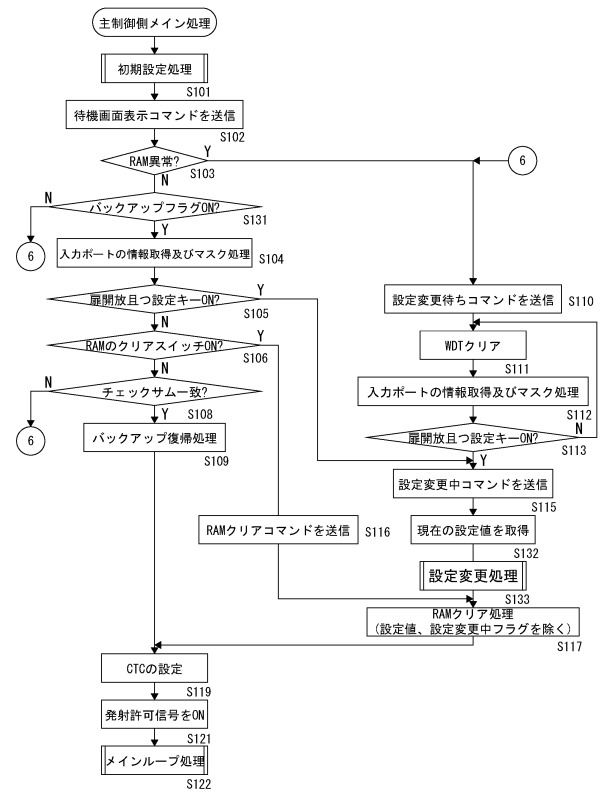 主制御側メイン処理
初期設定処理
S101
待機画面表示コマンドを送信
S102
RAM異常?
Y
S103
N
6
バックアップフラグON?
N
S131
Y
6
入力ポートの情報取得及びマスク処理
S104
扉開放且つ設定キーON?
Y
S105
N
RAMのクリアスイッチON?
Y
S106
N
チェックサム一致?
N
S108
Y
6
バックアップ復帰処理
S109
設定変更待ちコマンドを送信
S110
WDTクリア
S111
入力ポートの情報取得及びマスク処理
S112
扉開放且つ設定キーON?
N
S113
Y
設定変更中コマンドを送信
S115
RAMクリアコマンドを送信
S116
現在の設定値を取得
S132
設定変更処理
S133
RAMクリア処理
(設定値、設定変更中フラグを除く)
S117
CTCの設定
S119
発射許可信号をON
S121
メインループ処理
S122